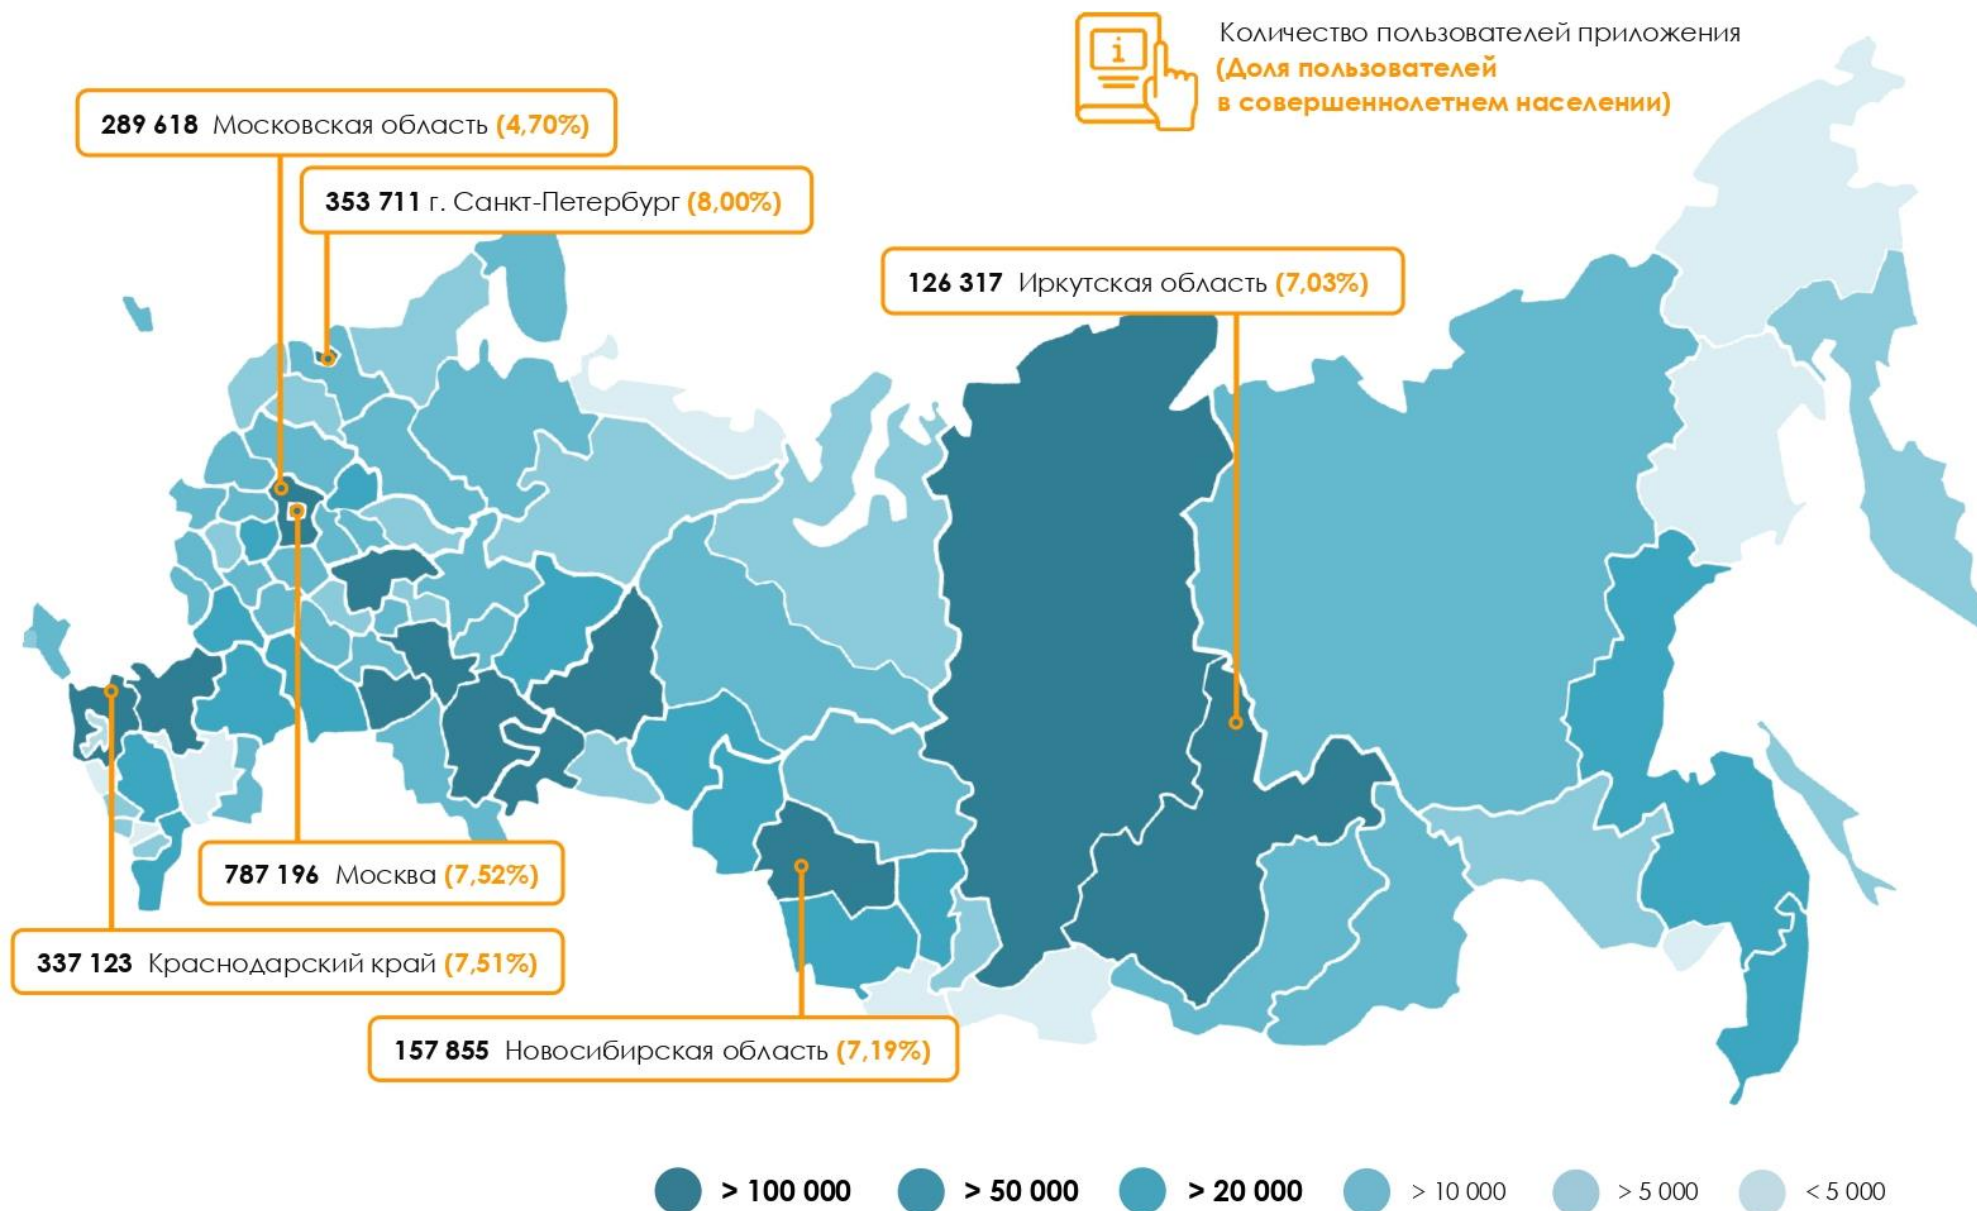 Количество пользователей приложения
(Доля пользователей
в совершеннолетнем населении)
289 618 Московская область (4,70%)
353 711 г. Санкт-Петербург (8,00%)
126 317 Иркутская область (7,03%)
787 196 Москва (7,52%)
337 123 Краснодарский край (7,51%)
157 855 Новосибирская область (7,19%)
> 100 000 > 50 000 > 20 000 > 10 000 > 5 000 < 5 000